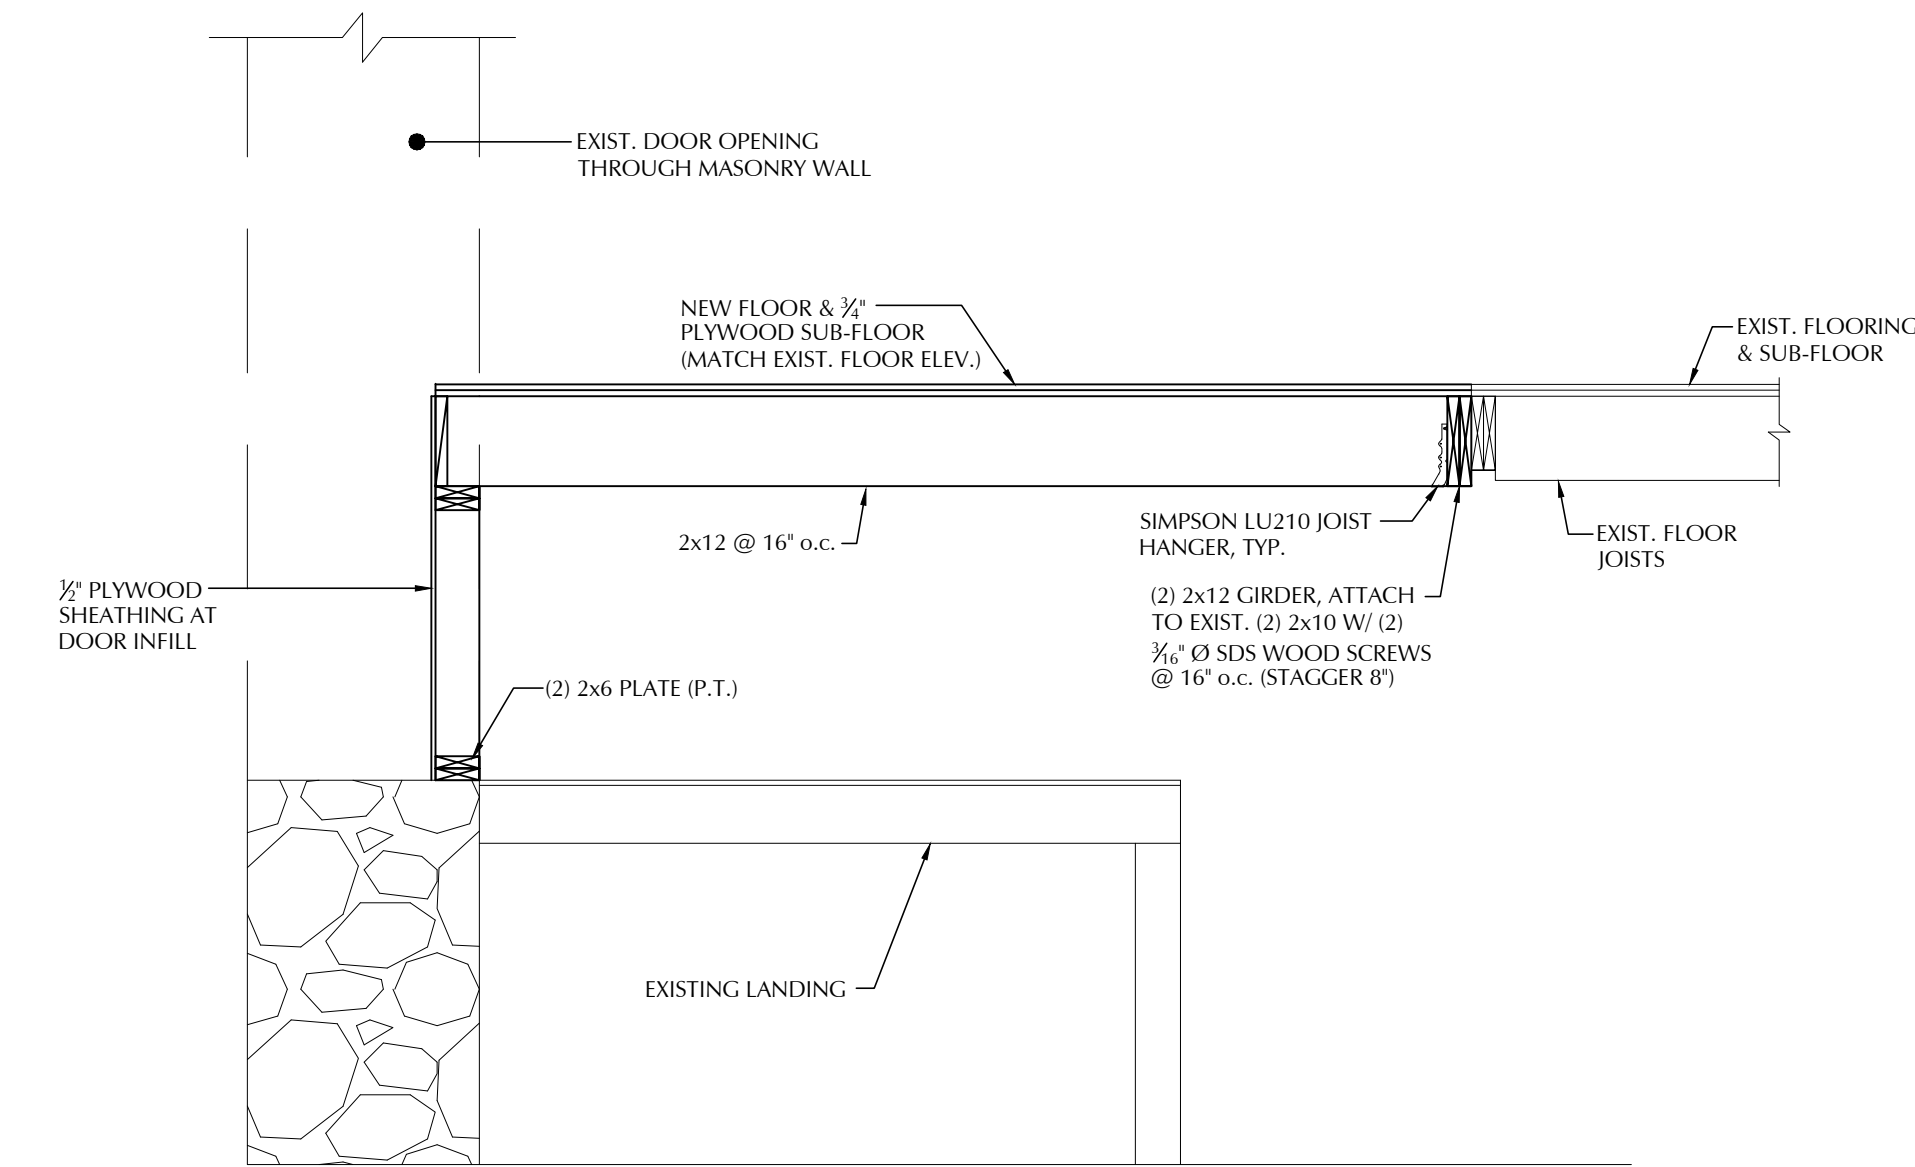 EXIST. DOOR OPENING
THROUGH MASONRY WALL
NEW FLOOR & ¾"
PLYWOOD SUB-FLOOR
(MATCH EXIST. FLOOR ELEV.)
EXIST. FLOORING
& SUB-FLOOR
2x12 @ 16" o.c.
SIMPSON LU210 JOIST
HANGER, TYP.
EXIST. FLOOR
JOISTS
½" PLYWOOD
SHEATHING AT
DOOR INFILL
(2) 2x12 GIRDER, ATTACH
TO EXIST. (2) 2x10 W/ (2)
3⁄16" Ø SDS WOOD SCREWS
@ 16" o.c. (STAGGER 8")
(2) 2x6 PLATE (P.T.)
EXISTING LANDING